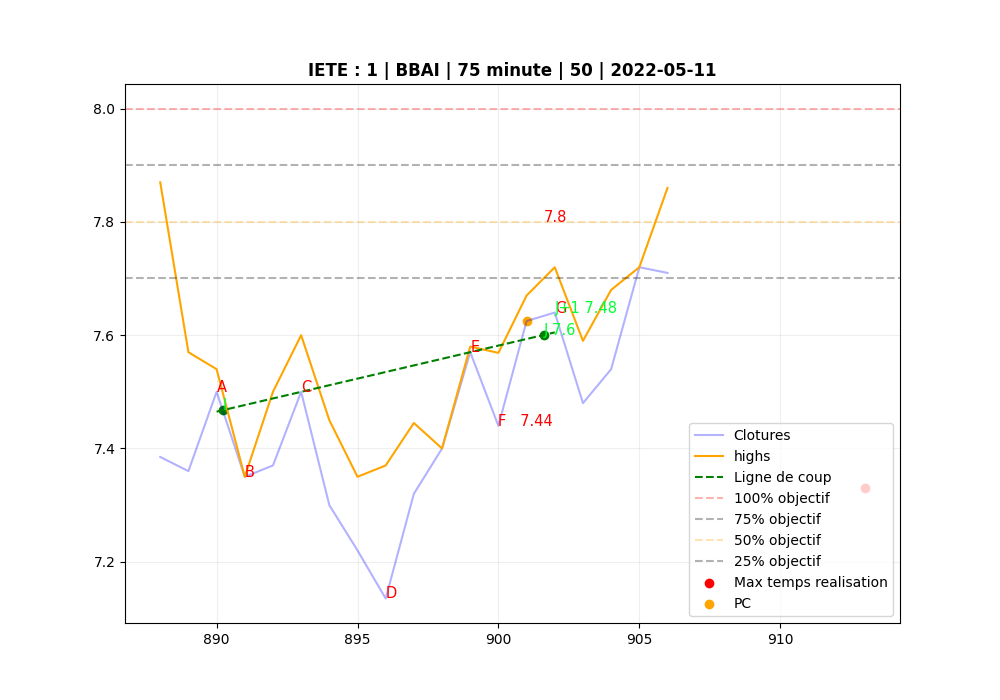 IETE : 1 | BBAI | 75 minute | 50 | 2022-05-11
8.0
7.8
7.6
7.4
7.2
7.8
G
J+1 7.48
J 7.6
E
A
C
F 7.44
B
D
Clotures
highs
Ligne de coup
100% objectif
75% objectif
50% objectif
25% objectif
Max temps realisation
PC
890
895
900
905
910